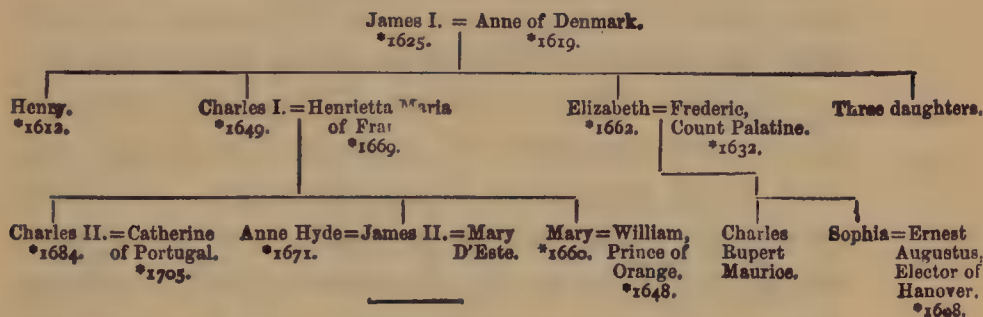 James I. = Anne of Denmark.
*1625. *1619.
Henry. Charles I. = Henrietta Maria Elizabeth = Frederic, Three daughters.
*1612. *1649. of *1662. Count Palatine.
*1669. *1632.
Charles II. = Catherine Anne Hyde = James II. = Mary Mary = William, Charles Sophia = Ernest
*1684. of Portugal. *1671. D'Este. *1660. Prince of Rupert Augustus,
*1705. Orange. Maurice. Elector of
*1648. Hanover.